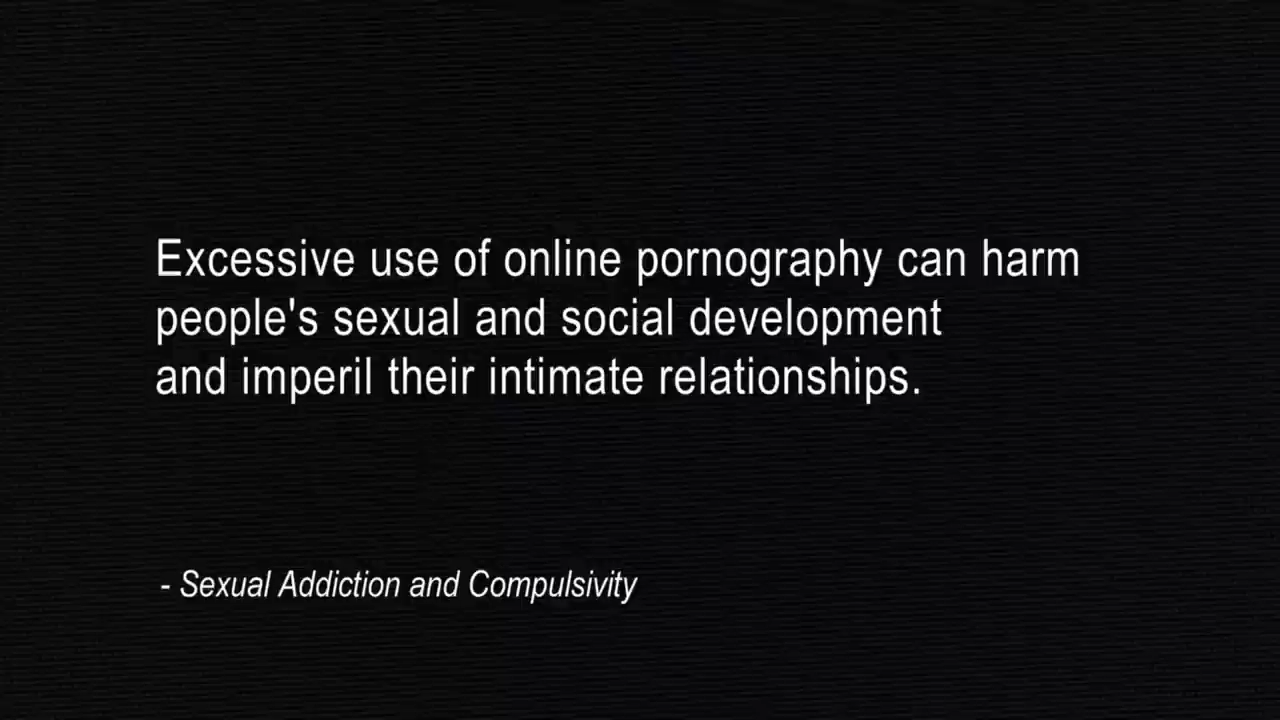 Excessive use of online pornography can harm
people's sexual and social development
and imperil their intimate relationships.
- Sexual Addiction and Compulsivity